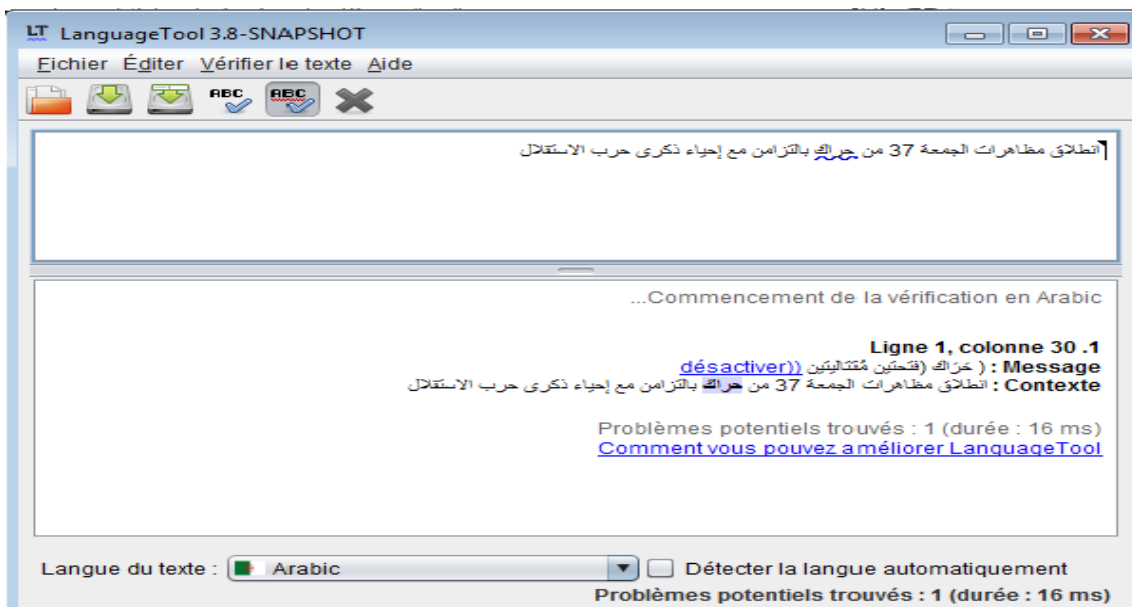 LanguageTool 3.8-SNAPSHOT
Fichier Éditer Vérifier le texte Aide
ABC ABC
انطلاق مظاهرات الجمعة 37 من حراك بالتزامن مع إحياء ذكرى حرب الاستقلال
...Commencement de la vérification en Arabic
Ligne 1, colonne 30 .1
Message : ( حَرَاك (فتحتين مُتتاليتين ((désactiver
Contexte : انطلاق مظاهرات الجمعة 37 من حراك بالتزامن مع إحياء ذكرى حرب الاستقلال
Problèmes potentiels trouvés : 1 (durée : 16 ms)
Comment vous pouvez améliorer LanguageTool
Langue du texte : Arabic Détecter la langue automatiquement
Problèmes potentiels trouvés : 1 (durée : 16 ms)